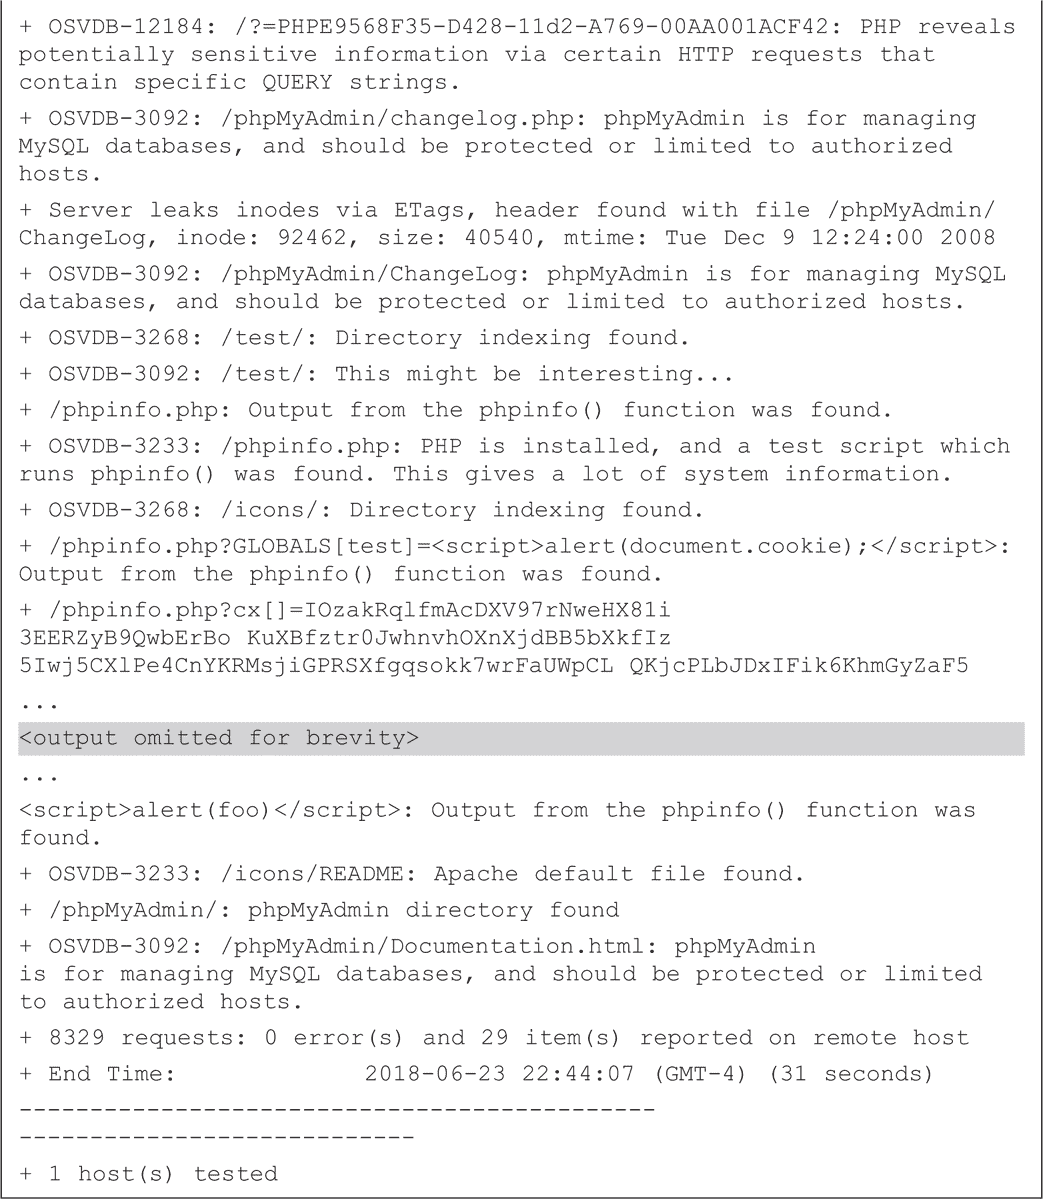 + OSVDB-12184: /?=PHPE9568F35-D428-11d2-A769-00AA001ACF42: PHP reveals
potentially sensitive information via certain HTTP requests that
contain specific QUERY strings.
+ OSVDB-3092: /phpMyAdmin/changelog.php: phpMyAdmin is for managing
MySQL databases, and should be protected or limited to authorized
hosts.
+ Server leaks inodes via ETags, header found with file /phpMyAdmin/
ChangeLog, inode: 92462, size: 40540, mtime: Tue Dec 9 12:24:00 2008
+ OSVDB-3092: /phpMyAdmin/ChangeLog: phpMyAdmin is for managing MySQL
databases, and should be protected or limited to authorized hosts.
+ OSVDB-3268: /test/: Directory indexing found.
+ OSVDB-3092: /test/: This might be interesting...
+ /phpinfo.php: Output from the phpinfo() function was found.
+ OSVDB-3233: /phpinfo.php: PHP is installed, and a test script which
runs phpinfo() was found. This gives a lot of system information.
+ OSVDB-3268: /icons/: Directory indexing found.
+ /phpinfo.php?GLOBALS[test]=<script>alert(document.cookie);</script>:
Output from the phpinfo() function was found.
+ /phpinfo.php?cx[]=IOzakRqlfmAcDXV97rNweHX81i
3EERZyB9QwbErBo KuXBfztr0JwhnvhOXnXjdBB5bXkfIz
5Iwj5CXlPe4CnYKRMsjiGPRSXfgqsokk7wrFaUWpCL QKjcPLbJDxIFik6KhmGyZaF5
...
<output omitted for brevity>
...
<script>alert(foo)</script>: Output from the phpinfo() function was
found.
+ OSVDB-3233: /icons/README: Apache default file found.
+ /phpMyAdmin/: phpMyAdmin directory found
+ OSVDB-3092: /phpMyAdmin/Documentation.html: phpMyAdmin
is for managing MySQL databases, and should be protected or limited
to authorized hosts.
+ 8329 requests: 0 error(s) and 29 item(s) reported on remote host
+ End Time: 2018-06-23 22:44:07 (GMT-4) (31 seconds)
---------------------------------------------
----------------------------
+ 1 host(s) tested